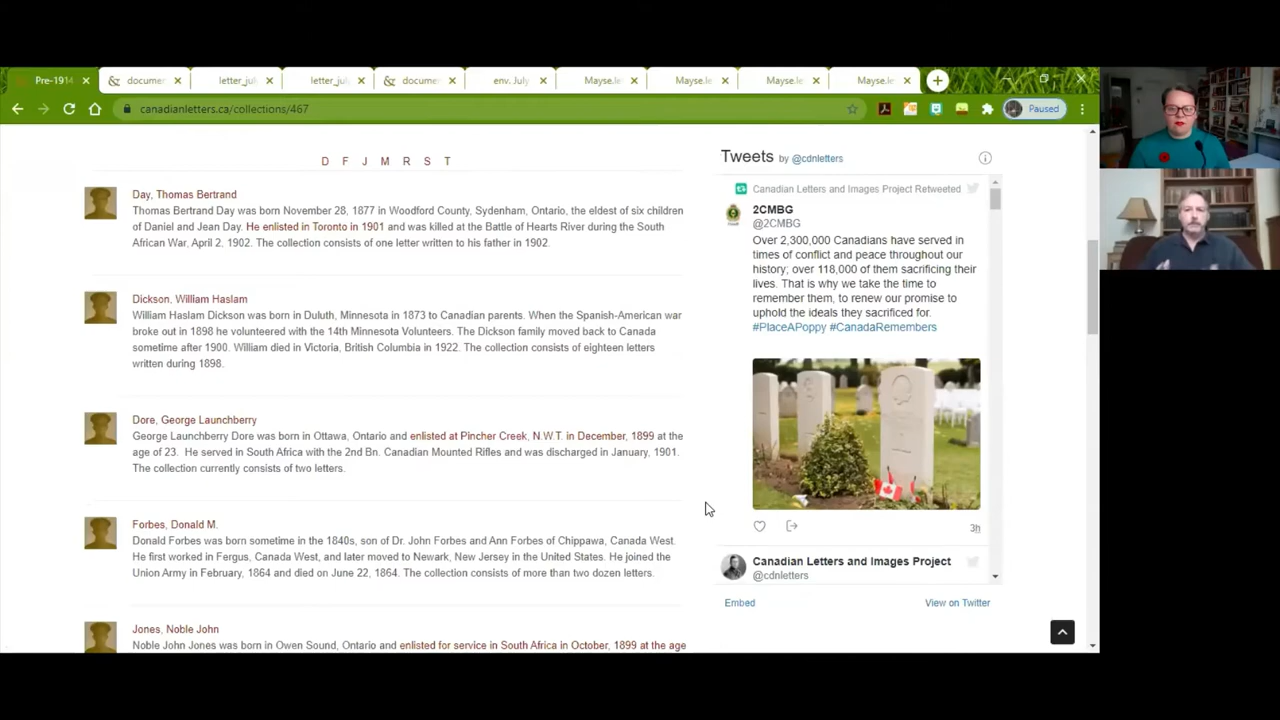 Pre-1914
documen
letter_jul
letter_jul
documen
env. July
Mayse.le
Mayse.le
Mayse.le
Mayse.le
canadianletters.ca/collections/467
Paused
D F J M R S T
Day, Thomas Bertrand
Thomas Bertrand Day was born November 28, 1877 in Woodford County, Sydenham, Ontario, the eldest of six children
of Daniel and Jean Day. He enlisted in Toronto in 1901 and was killed at the Battle of Hearts River during the South
African War, April 2, 1902. The collection consists of one letter written to his father in 1902.
Dickson, William Haslam
William Haslam Dickson was born in Duluth, Minnesota in 1873 to Canadian parents. When the Spanish-American war
broke out in 1898 he volunteered with the 14th Minnesota Volunteers. The Dickson family moved back to Canada
sometime after 1900. William died in Victoria, British Columbia in 1922. The collection consists of eighteen letters
written during 1898.
Dore, George Launchberry
George Launchberry Dore was born in Ottawa, Ontario and enlisted at Pincher Creek, N.W.T. in December, 1899 at the
age of 23. He served in South Africa with the 2nd Bn. Canadian Mounted Rifles and was discharged in January, 1901.
The collection currently consists of two letters.
Forbes, Donald M.
Donald Forbes was born sometime in the 1840s, son of Dr. John Forbes and Ann Forbes of Chippawa, Canada West.
He first worked in Fergus, Canada West, and later moved to Newark, New Jersey in the United States. He joined the
Union Army in February, 1864 and died on June 22, 1864. The collection consists of more than two dozen letters.
Jones, Noble John
Noble John Jones was born in Owen Sound, Ontario and enlisted for service in South Africa in October, 1899 at the age
Tweets by @cdnletters
Canadian Letters and Images Project Retweeted
2CMBG
@2CMBG
Over 2,300,000 Canadians have served in
times of conflict and peace throughout our
history; over 118,000 of them sacrificing their
lives. That is why we take the time to
remember them, to renew our promise to
uphold the ideals they sacrificed for.
#PlaceAPoppy #CanadaRemembers
3h
Canadian Letters and Images Project
@cdnletters
Embed
View on Twitter